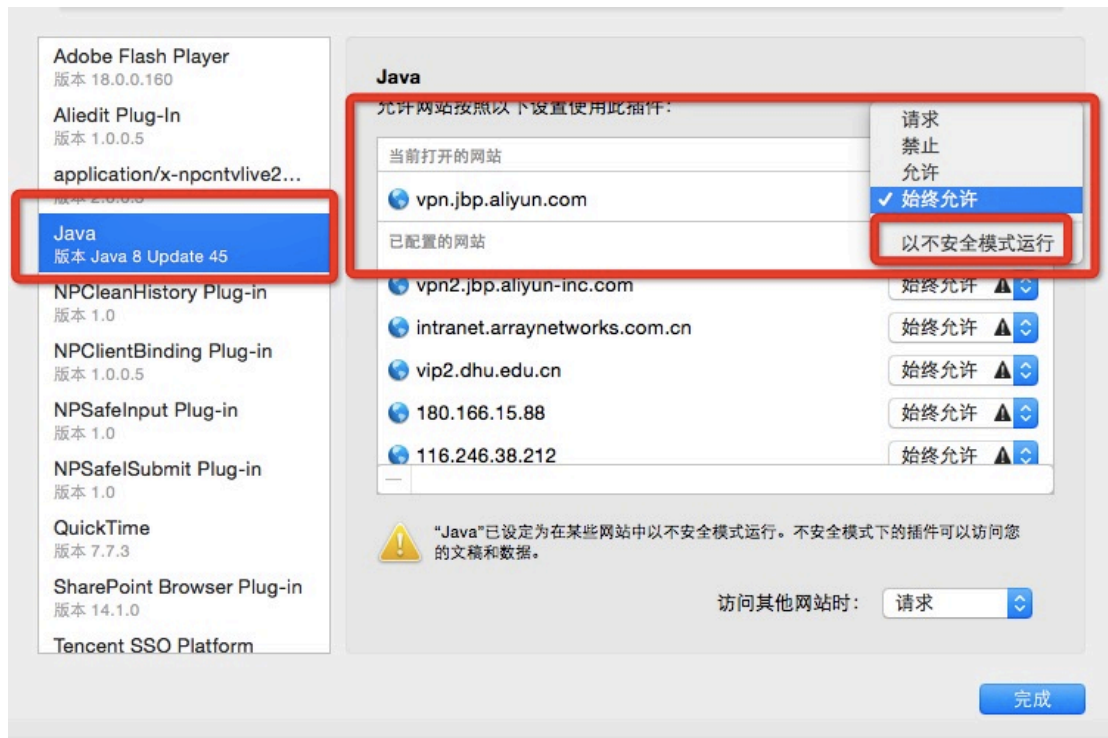 Adobe Flash Player
版本 18.0.0.160
Aliedit Plug-In
版本 1.0.0.5
application/x-npcntvlive2...
版本 2.0.0.3
Java
版本 Java 8 Update 45
NPCleanHistory Plug-in
版本 1.0
NPClientBinding Plug-in
版本 1.0.0.5
NPSafeInput Plug-in
版本 1.0
NPSafeISubmit Plug-in
版本 1.0
QuickTime
版本 7.7.3
SharePoint Browser Plug-in
版本 14.1.0
Tencent SSO Platform
Java
允许网站按照以下设置使用此插件：
当前打开的网站
vpn.jbp.aliyun.com
请求
禁止
允许
✓ 始终允许
以不安全模式运行
已配置的网站
vpn2.jbp.aliyun-inc.com 始终允许
intranet.arraynetworks.com.cn 始终允许
vip2.dhu.edu.cn 始终允许
180.166.15.88 始终允许
116.246.38.212 始终允许
“Java”已设定为在某些网站中以不安全模式运行。不安全模式下的插件可以访问您
的文稿和数据。
访问其他网站时： 请求
完成